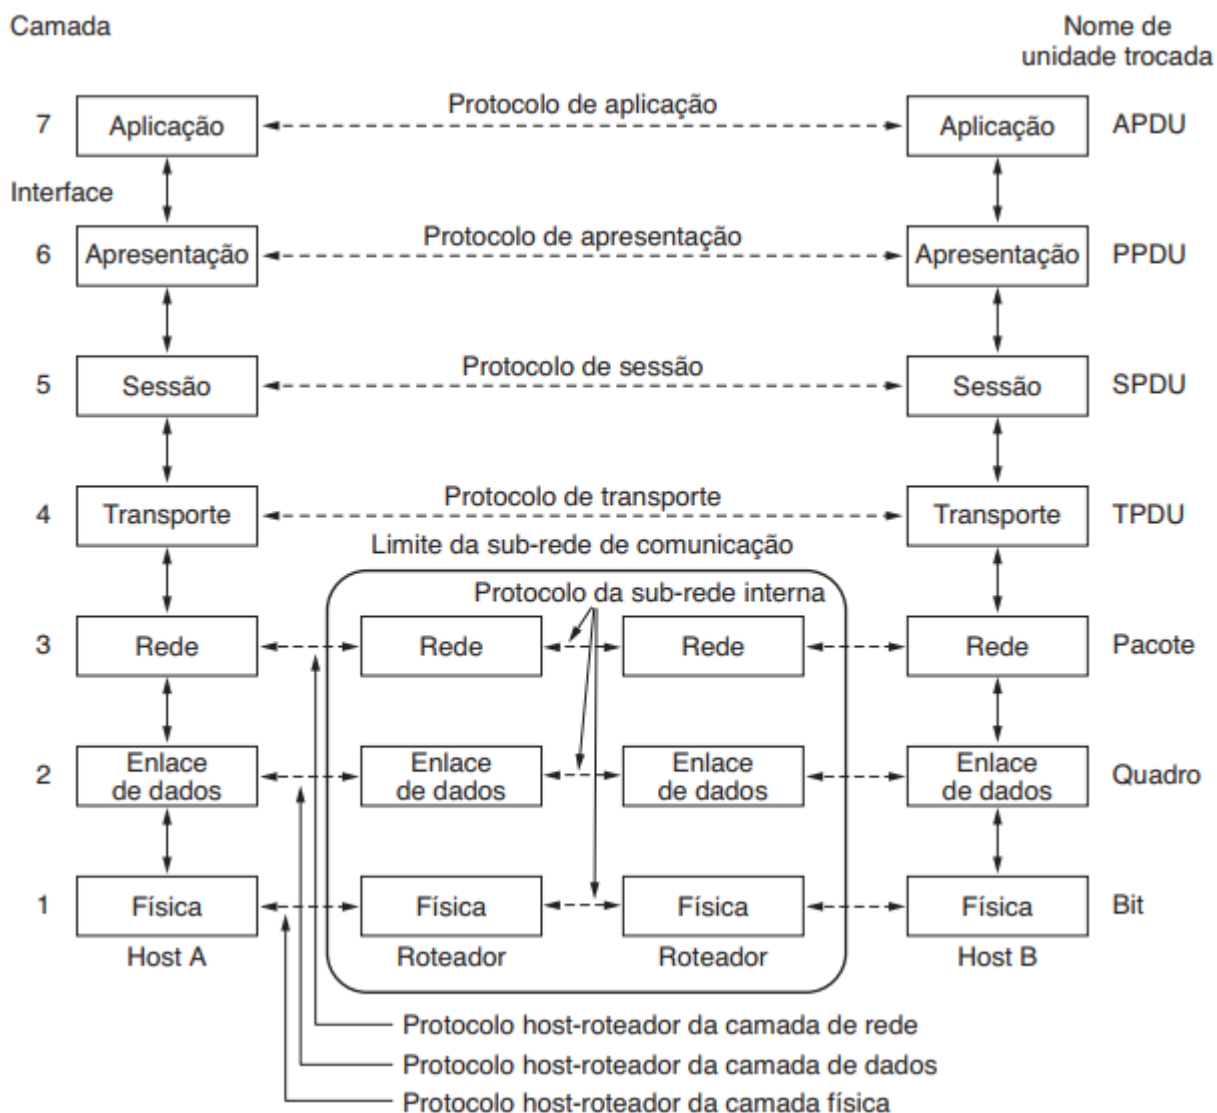 Camada
Nome de
unidade trocada
7
Aplicação
Protocolo de aplicação
Aplicação
APDU
Interface
6
Apresentação
Protocolo de apresentação
Apresentação
PPDU
5
Sessão
Protocolo de sessão
Sessão
SPDU
4
Transporte
Protocolo de transporte
Transporte
TPDU
Limite da sub-rede de comunicação
Protocolo da sub-rede interna
3
Rede
Rede
Rede
Rede
Pacote
2
Enlace
de dados
Enlace
de dados
Enlace
de dados
Enlace
de dados
Quadro
1
Física
Física
Física
Física
Bit
Host A
Roteador
Roteador
Host B
Protocolo host-roteador da camada de rede
Protocolo host-roteador da camada de dados
Protocolo host-roteador da camada física